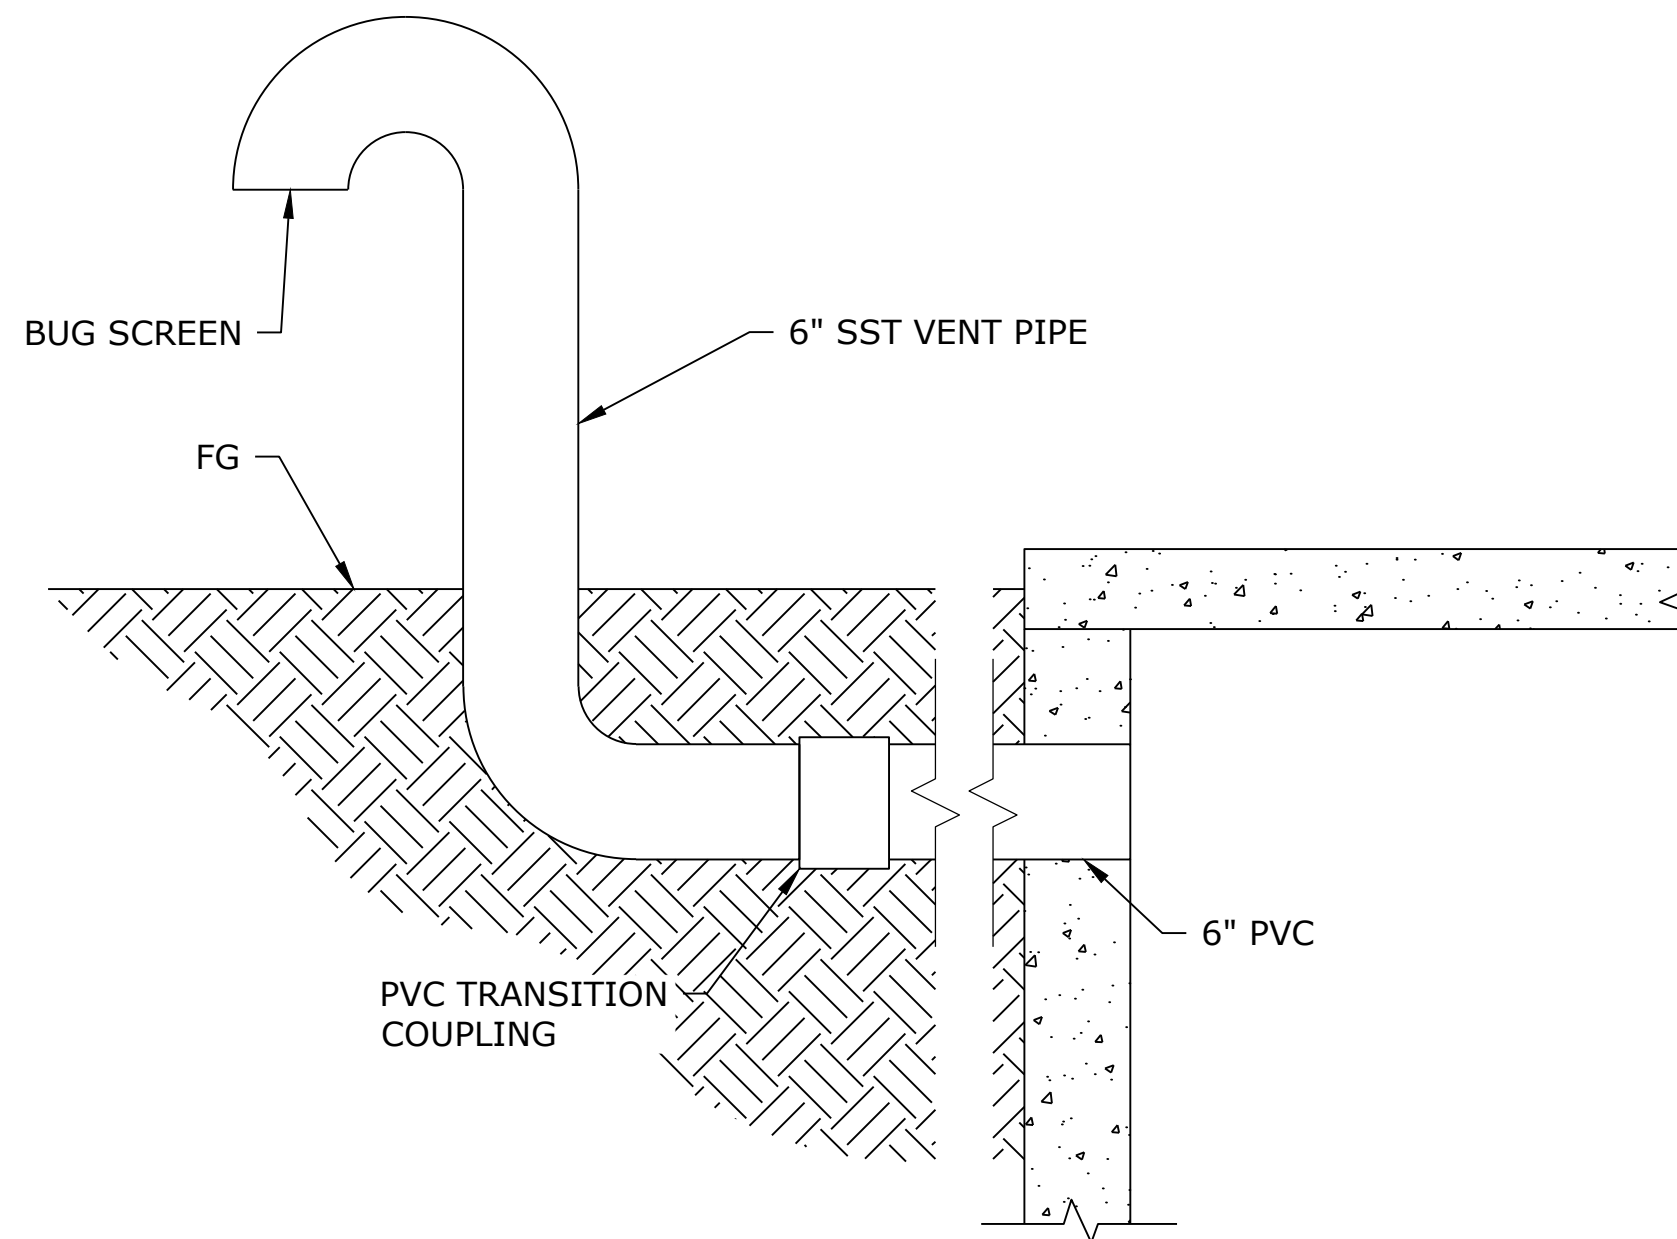 BUG SCREEN
6" SST VENT PIPE
FG
6" PVC
PVC TRANSITION
COUPLING